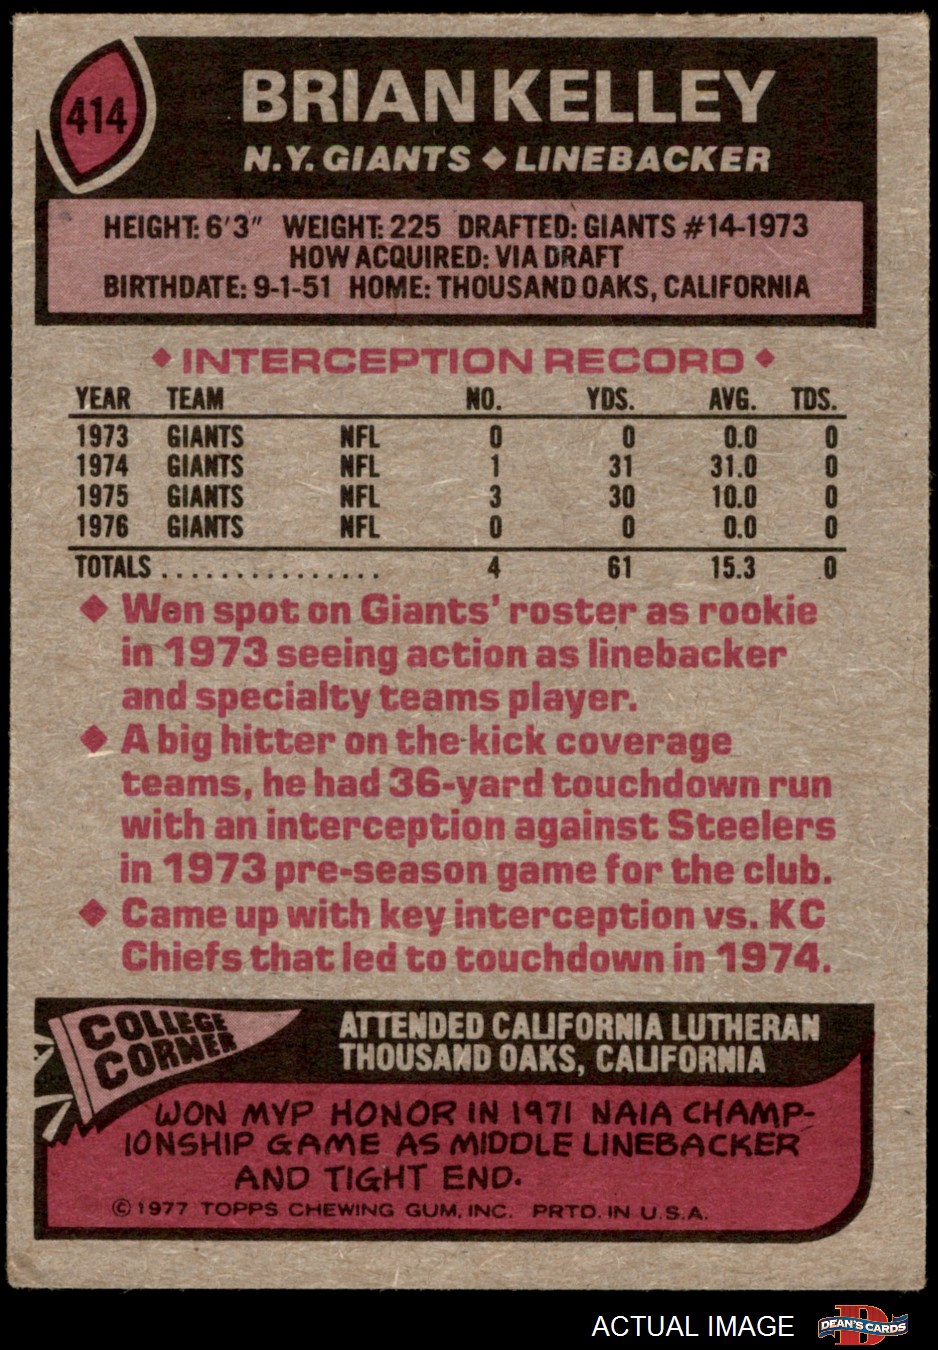 414
BRIAN KELLEY
N.Y. GIANTS ◆ LINEBACKER
HEIGHT: 6'3" WEIGHT: 225 DRAFTED: GIANTS #14-1973
HOW ACQUIRED: VIA DRAFT
BIRTHDATE: 9-1-51 HOME: THOUSAND OAKS, CALIFORNIA
◆ INTERCEPTION RECORD ◆
YEAR TEAM NO. YDS. AVG. TDS.
1973 GIANTS NFL 0 0 0.0 0
1974 GIANTS NFL 1 31 31.0 0
1975 GIANTS NFL 3 30 10.0 0
1976 GIANTS NFL 0 0 0.0 0
TOTALS ................ 4 61 15.3 0
◆ Won spot on Giants' roster as rookie
in 1973 seeing action as linebacker
and specialty teams player.
◆ A big hitter on the kick coverage
teams, he had 36-yard touchdown run
with an interception against Steelers
in 1973 pre-season game for the club.
◆ Came up with key interception vs. KC
Chiefs that led to touchdown in 1974.
COLLEGE
CORNER
ATTENDED CALIFORNIA LUTHERAN
THOUSAND OAKS, CALIFORNIA
WON MVP HONOR IN 1971 NAIA CHAMP-
IONSHIP GAME AS MIDDLE LINEBACKER
AND TIGHT END.
©1977 TOPPS CHEWING GUM, INC. PRTD. IN U.S.A.
ACTUAL IMAGE
DEAN'S CARDS